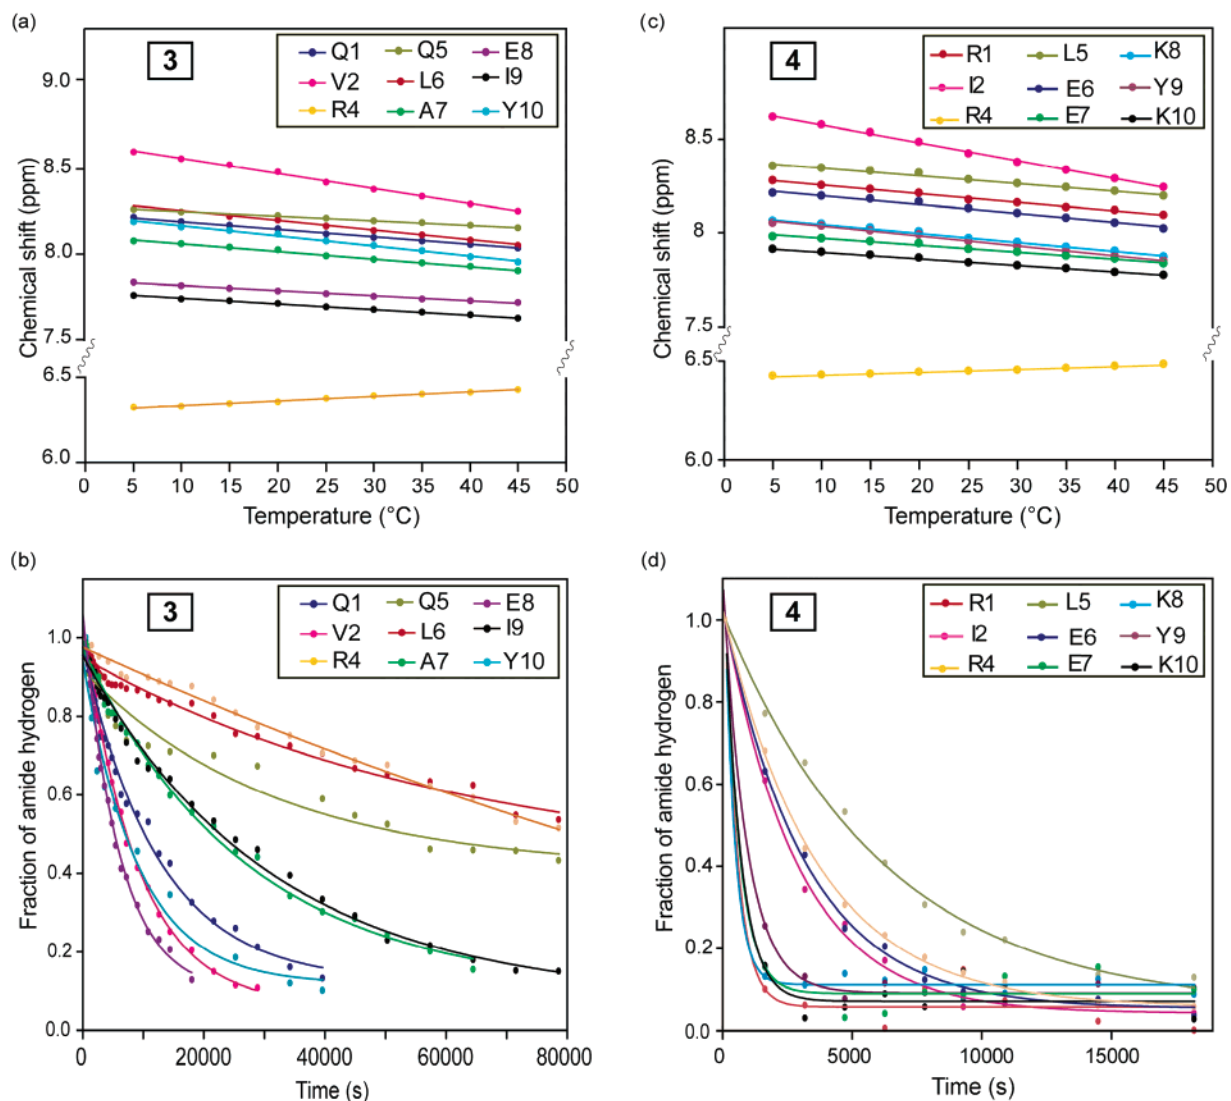 (a)
3
Q1 Q5 E8
V2 L6 I9
R4 A7 Y10
Chemical shift (ppm)
9.0
8.5
8.0
7.5
6.5
6.0
0 5 10 15 20 25 30 35 40 45 50
Temperature (°C)
(c)
4
R1 L5 K8
I2 E6 Y9
R4 E7 K10
Chemical shift (ppm)
8.5
8
7.5
6.5
6.0
0 5 10 15 20 25 30 35 40 45 50
Temperature (°C)
(b)
3
Q1 Q5 E8
V2 L6 I9
R4 A7 Y10
Fraction of amide hydrogen
1.0
0.8
0.6
0.4
0.2
0.0
0 20000 40000 60000 80000
Time (s)
(d)
4
R1 L5 K8
I2 E6 Y9
R4 E7 K10
Fraction of amide hydrogen
1.0
0.8
0.6
0.4
0.2
0.0
0 5000 10000 15000
Time (s)